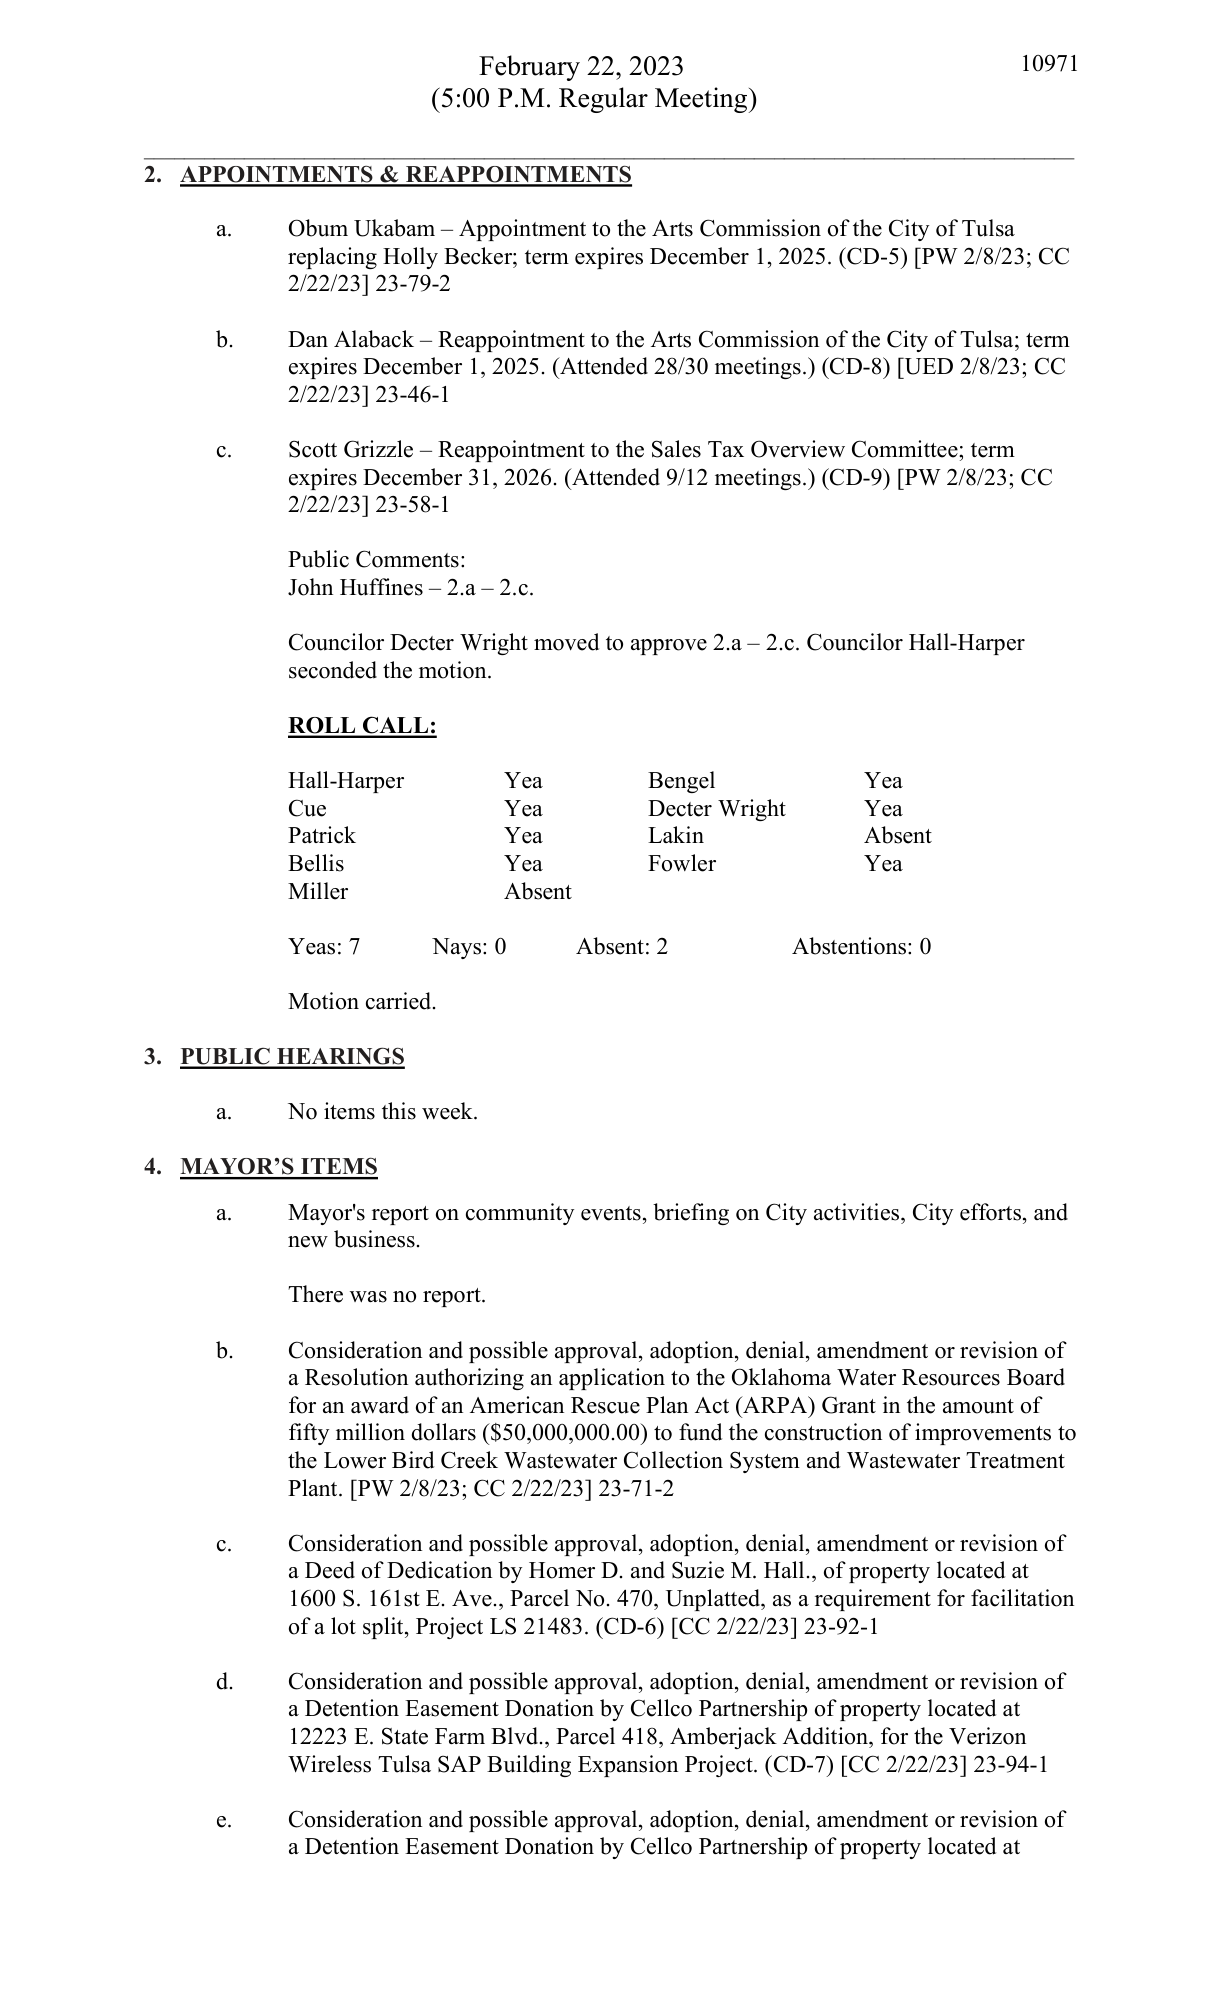 February 22, 2023
10971
(5:00 P.M. Regular Meeting)
2. APPOINTMENTS & REAPPOINTMENTS
a. Obum Ukabam – Appointment to the Arts Commission of the City of Tulsa
replacing Holly Becker; term expires December 1, 2025. (CD-5) [PW 2/8/23; CC
2/22/23] 23-79-2
b. Dan Alaback – Reappointment to the Arts Commission of the City of Tulsa; term
expires December 1, 2025. (Attended 28/30 meetings.) (CD-8) [UED 2/8/23; CC
2/22/23] 23-46-1
c. Scott Grizzle – Reappointment to the Sales Tax Overview Committee; term
expires December 31, 2026. (Attended 9/12 meetings.) (CD-9) [PW 2/8/23; CC
2/22/23] 23-58-1
Public Comments:
John Huffines – 2.a – 2.c.
Councilor Decter Wright moved to approve 2.a – 2.c. Councilor Hall-Harper
seconded the motion.
ROLL CALL:
Hall-Harper Yea Bengel Yea
Cue Yea Decter Wright Yea
Patrick Yea Lakin Absent
Bellis Yea Fowler Yea
Miller Absent
Yeas: 7 Nays: 0 Absent: 2 Abstentions: 0
Motion carried.
3. PUBLIC HEARINGS
a. No items this week.
4. MAYOR’S ITEMS
a. Mayor's report on community events, briefing on City activities, City efforts, and
new business.
There was no report.
b. Consideration and possible approval, adoption, denial, amendment or revision of
a Resolution authorizing an application to the Oklahoma Water Resources Board
for an award of an American Rescue Plan Act (ARPA) Grant in the amount of
fifty million dollars ($50,000,000.00) to fund the construction of improvements to
the Lower Bird Creek Wastewater Collection System and Wastewater Treatment
Plant. [PW 2/8/23; CC 2/22/23] 23-71-2
c. Consideration and possible approval, adoption, denial, amendment or revision of
a Deed of Dedication by Homer D. and Suzie M. Hall., of property located at
1600 S. 161st E. Ave., Parcel No. 470, Unplatted, as a requirement for facilitation
of a lot split, Project LS 21483. (CD-6) [CC 2/22/23] 23-92-1
d. Consideration and possible approval, adoption, denial, amendment or revision of
a Detention Easement Donation by Cellco Partnership of property located at
12223 E. State Farm Blvd., Parcel 418, Amberjack Addition, for the Verizon
Wireless Tulsa SAP Building Expansion Project. (CD-7) [CC 2/22/23] 23-94-1
e. Consideration and possible approval, adoption, denial, amendment or revision of
a Detention Easement Donation by Cellco Partnership of property located at